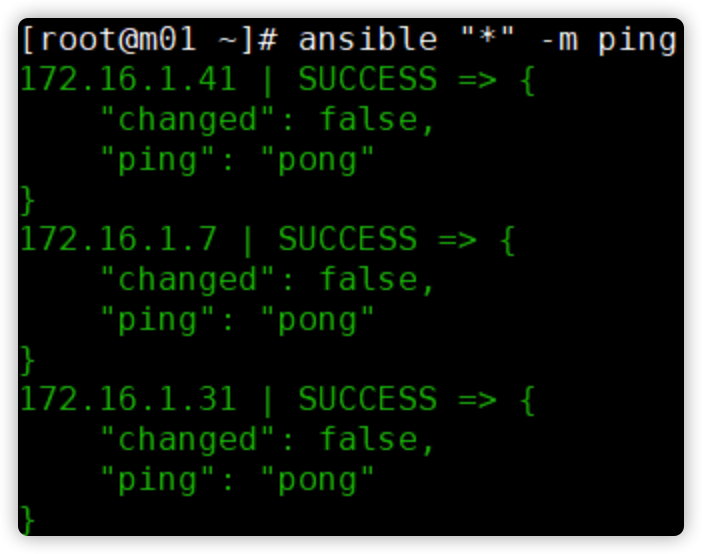 [root@m01 ~]# ansible "*" -m ping
172.16.1.41 | SUCCESS => {
    "changed": false,
    "ping": "pong"
}
172.16.1.7 | SUCCESS => {
    "changed": false,
    "ping": "pong"
}
172.16.1.31 | SUCCESS => {
    "changed": false,
    "ping": "pong"
}